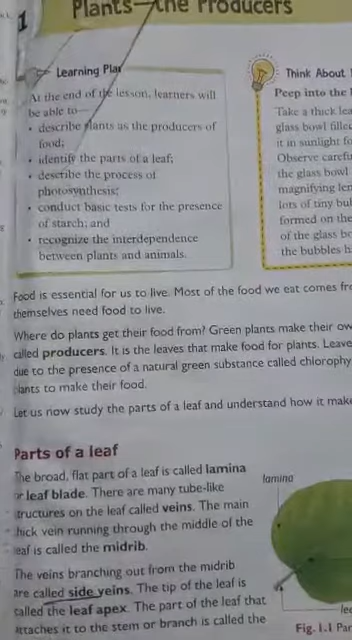 1
Plants—the Producers
Learning Plan
At the end of the lesson, learners will
be able to—
• describe plants as the producers of
food;
• identify the parts of a leaf;
• describe the process of
photosynthesis;
• conduct basic tests for the presence
of starch; and
• recognize the interdependence
between plants and animals.
Think About
Peep into the
Take a thick lea
glass bowl filled
it in sunlight fo
Observe carefu
the glass bowl
magnifying len
lots of tiny bu
formed on the
of the glass bo
the bubbles h
Food is essential for us to live. Most of the food we eat comes fr
themselves need food to live.
Where do plants get their food from? Green plants make their ow
called producers. It is the leaves that make food for plants. Leave
due to the presence of a natural green substance called chlorophy
plants to make their food.
Let us now study the parts of a leaf and understand how it make
Parts of a leaf
The broad, flat part of a leaf is called lamina
or leaf blade. There are many tube-like
structures on the leaf called veins. The main
thick vein running through the middle of the
leaf is called the midrib.
The veins branching out from the midrib
are called side veins. The tip of the leaf is
called the leaf apex. The part of the leaf that
attaches it to the stem or branch is called the
lamina
lea
Fig. 1.1 Par